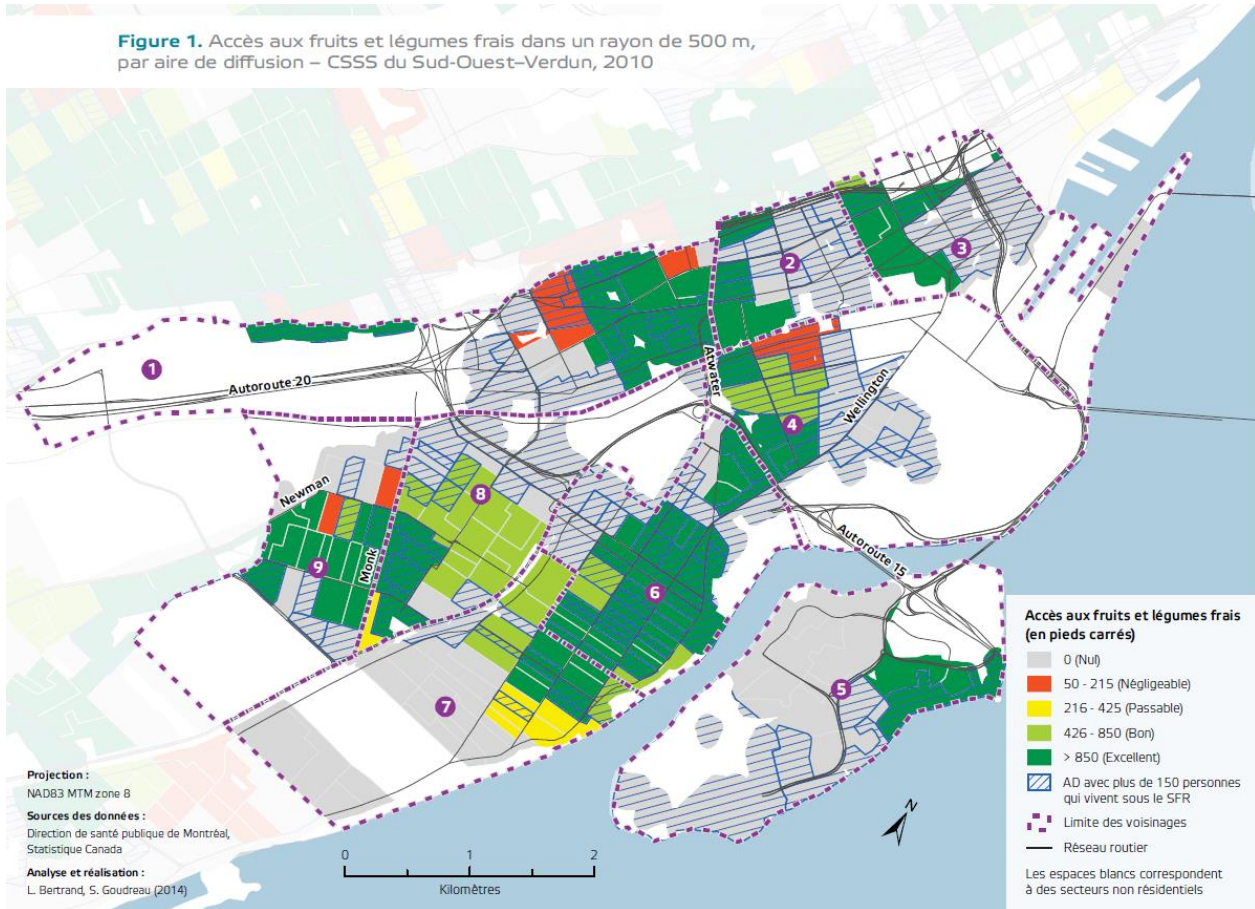 Figure 1. Accès aux fruits et légumes frais dans un rayon de 500 m,
par aire de diffusion – CSSS du Sud-Ouest–Verdun, 2010
3
2
1
Autoroute 20
Atwater
Wellington
4
8
Newman
9
Monk
6
Autoroute 15
5
7
N
Projection :
NAD83 MTM zone 8
Sources des données :
Direction de santé publique de Montréal,
Statistique Canada
Analyse et réalisation :
L. Bertrand, S. Goudreau (2014)
0 1 2
Kilomètres
Accès aux fruits et légumes frais
(en pieds carrés)
0 (Nul)
50 - 215 (Négligeable)
216 - 425 (Passable)
426 - 850 (Bon)
> 850 (Excellent)
AD avec plus de 150 personnes
qui vivent sous le SFR
Limite des voisinages
Réseau routier
Les espaces blancs correspondent
à des secteurs non résidentiels